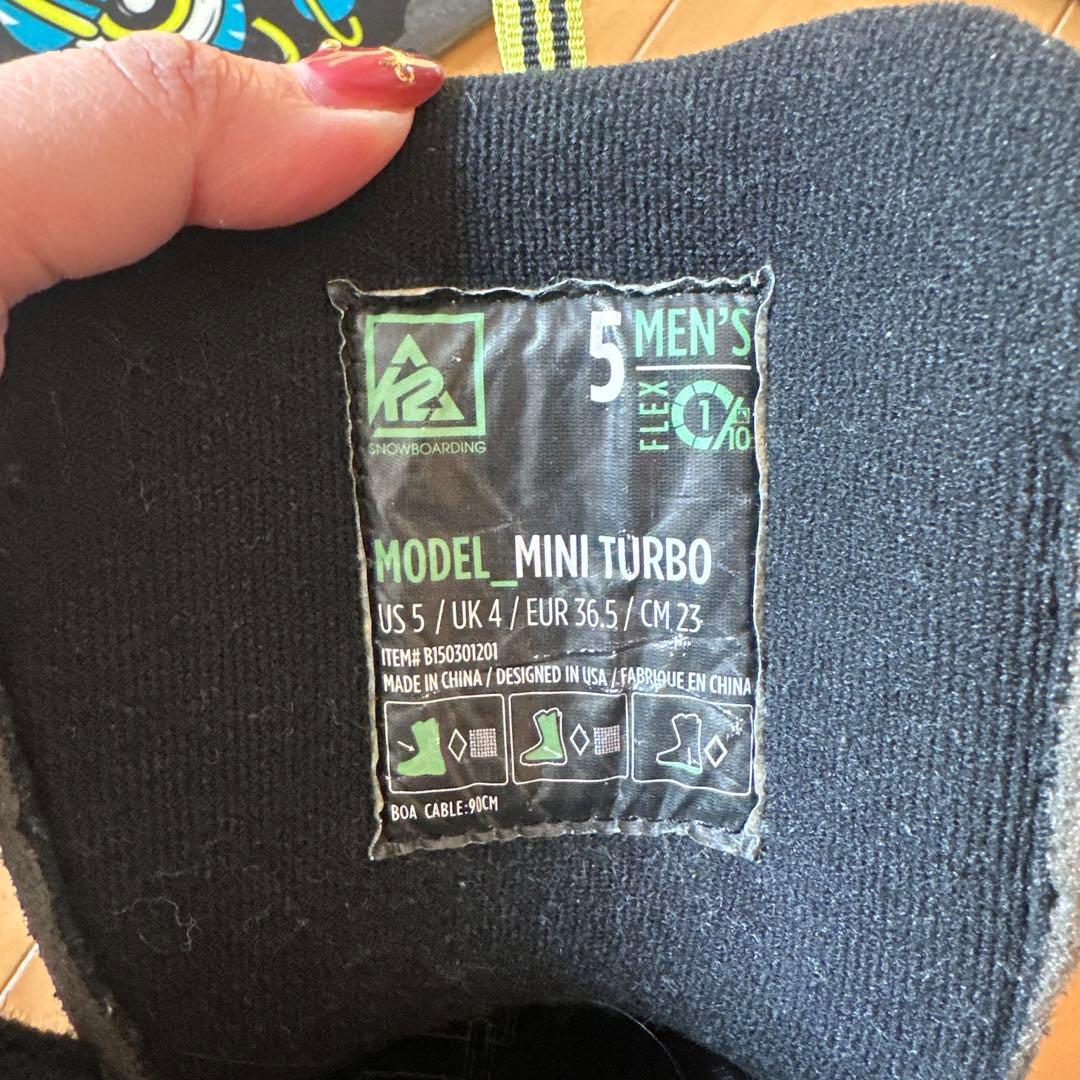 K2
SNOWBOARDING
5 MEN'S
FLEX 1/10
MODEL_MINI TURBO
US 5 / UK 4 / EUR 36.5 / CM 23
ITEM# B150301201
MADE IN CHINA / DESIGNED IN USA / FABRIQUE EN CHINA
BOA CABLE:90CM